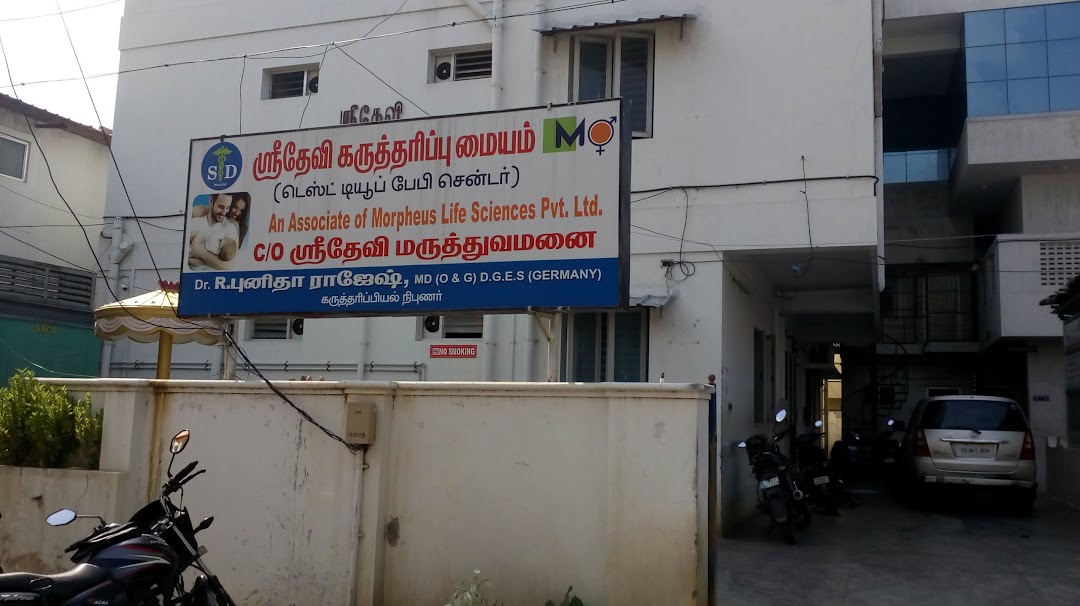 ஸ்ரீதேவி
SD
ஸ்ரீதேவி கருத்தரிப்பு மையம்
M
(டெஸ்ட் டியூப் பேபி சென்டர்)
An Associate of Morpheus Life Sciences Pvt. Ltd.
C/O ஸ்ரீதேவி மருத்துவமனை
Dr. R.புனிதா ராஜேஷ், MD (O & G) D.G.E.S (GERMANY)
கருத்தரிப்பியல் நிபுணர்
NO SMOKING